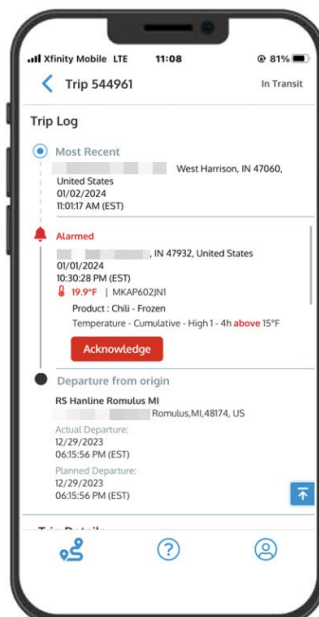 Xfinity Mobile LTE 11:08 @ 81%
Trip 544961 In Transit
Trip Log
Most Recent
West Harrison, IN 47060,
United States
01/02/2024
11:01:17 AM (EST)
Alarmed
, IN 47932, United States
01/01/2024
10:30:28 PM (EST)
19.9°F | MKAP602JN1
Product : Chili - Frozen
Temperature - Cumulative - High 1 - 4h above 15°F
Acknowledge
Departure from origin
RS Hanline Romulus MI
Romulus,MI,48174, US
Actual Departure:
12/29/2023
06:15:56 PM (EST)
Planned Departure:
12/29/2023
06:15:56 PM (EST)